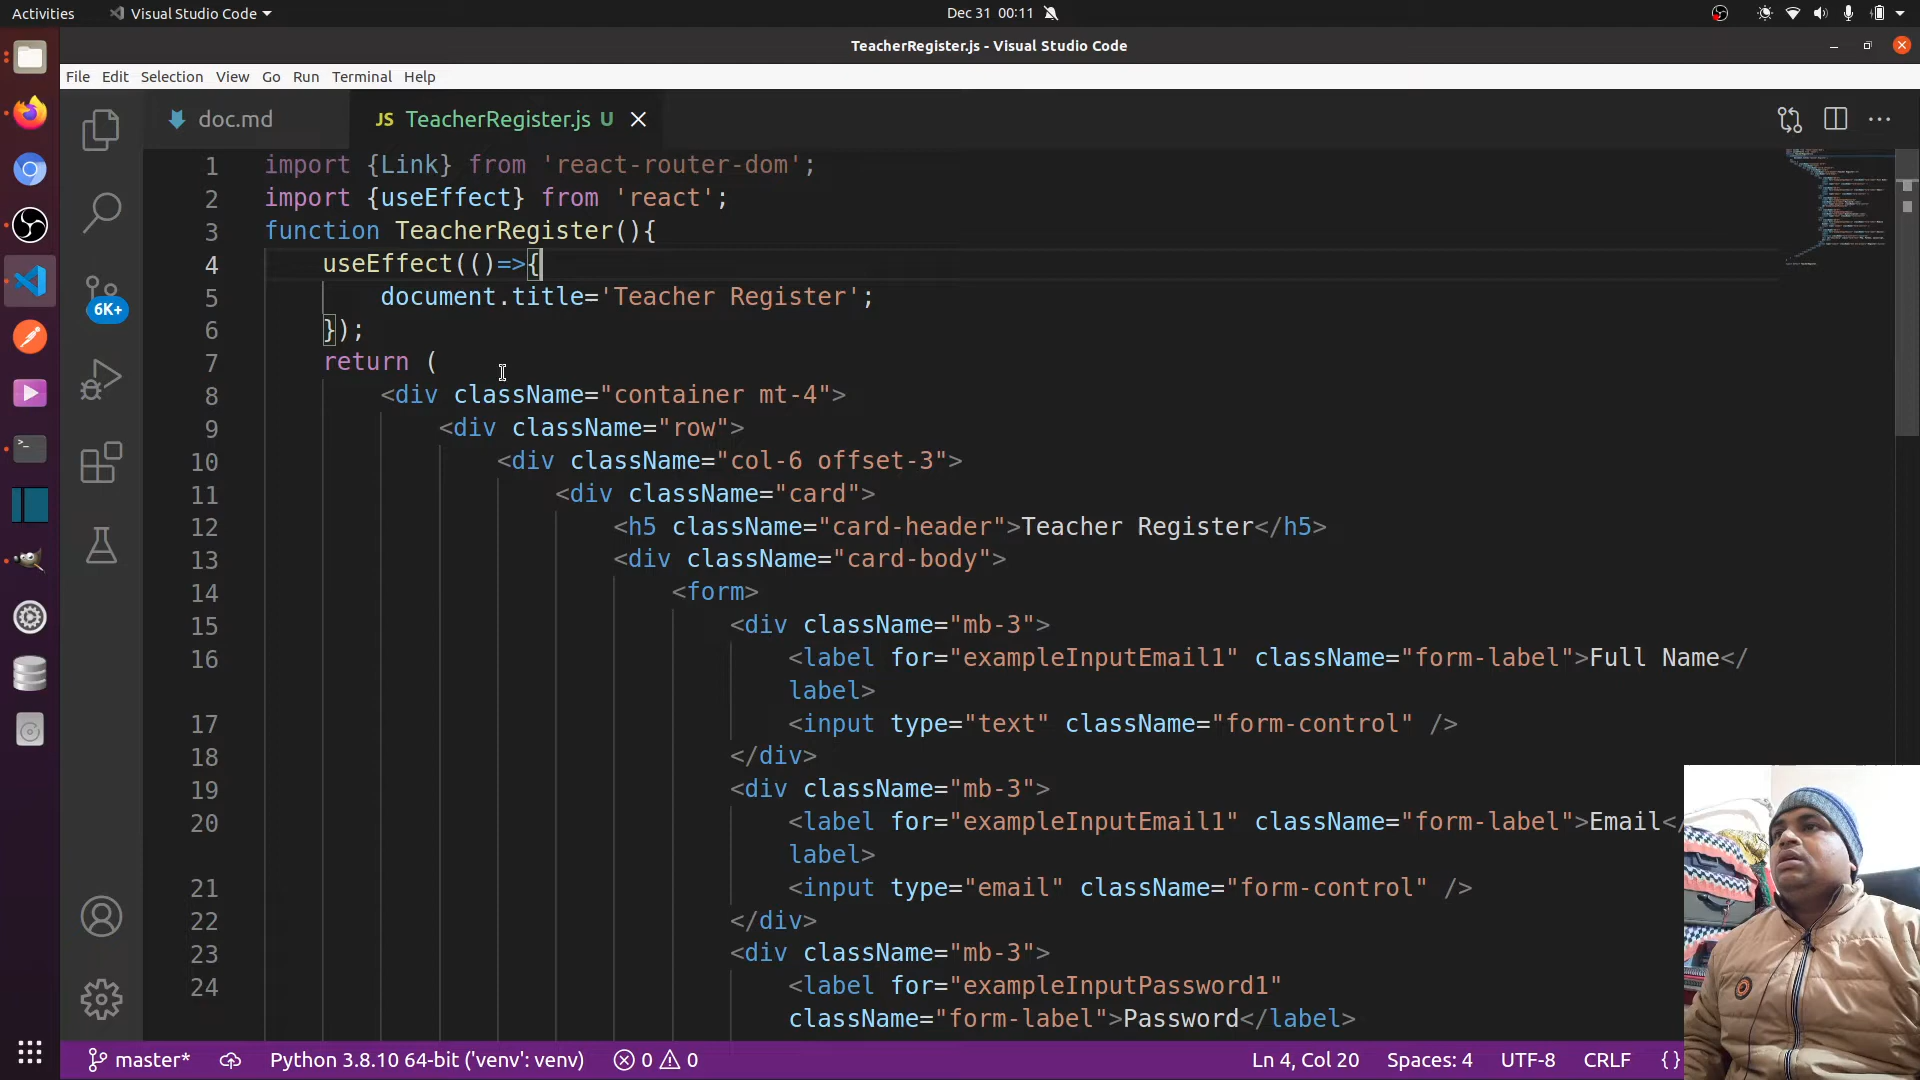 Activities
Visual Studio Code
Dec 31 00:11
TeacherRegister.js - Visual Studio Code
File Edit Selection View Go Run Terminal Help
doc.md
JS TeacherRegister.js U
1 import {Link} from 'react-router-dom';
2 import {useEffect} from 'react';
3 function TeacherRegister(){
4 useEffect(()=>{
5 document.title='Teacher Register';
6 });
7 return (
8 <div className="container mt-4">
9 <div className="row">
10 <div className="col-6 offset-3">
11 <div className="card">
12 <h5 className="card-header">Teacher Register</h5>
13 <div className="card-body">
14 <form>
15 <div className="mb-3">
16 <label for="exampleInputEmail1" className="form-label">Full Name</
label>
17 <input type="text" className="form-control" />
18 </div>
19 <div className="mb-3">
20 <label for="exampleInputEmail1" className="form-label">Email<
label>
21 <input type="email" className="form-control" />
22 </div>
23 <div className="mb-3">
24 <label for="exampleInputPassword1"
className="form-label">Password</label>
6K+
master* Python 3.8.10 64-bit ('venv': venv) 0 0 Ln 4, Col 20 Spaces: 4 UTF-8 CRLF {}